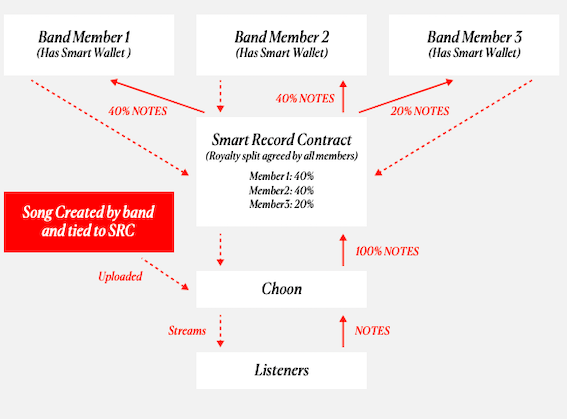 Band Member 1
(Has Smart Wallet )
Band Member 2
(Has Smart Wallet)
Band Member 3
(Has Smart Wallet)
40% NOTES
40% NOTES
20% NOTES
Smart Record Contract
(Royalty split agreed by all members)
Member1: 40%
Member2: 40%
Member3: 20%
Song Created by band
and tied to SRC
100% NOTES
Uploaded
Choon
Streams
NOTES
Listeners